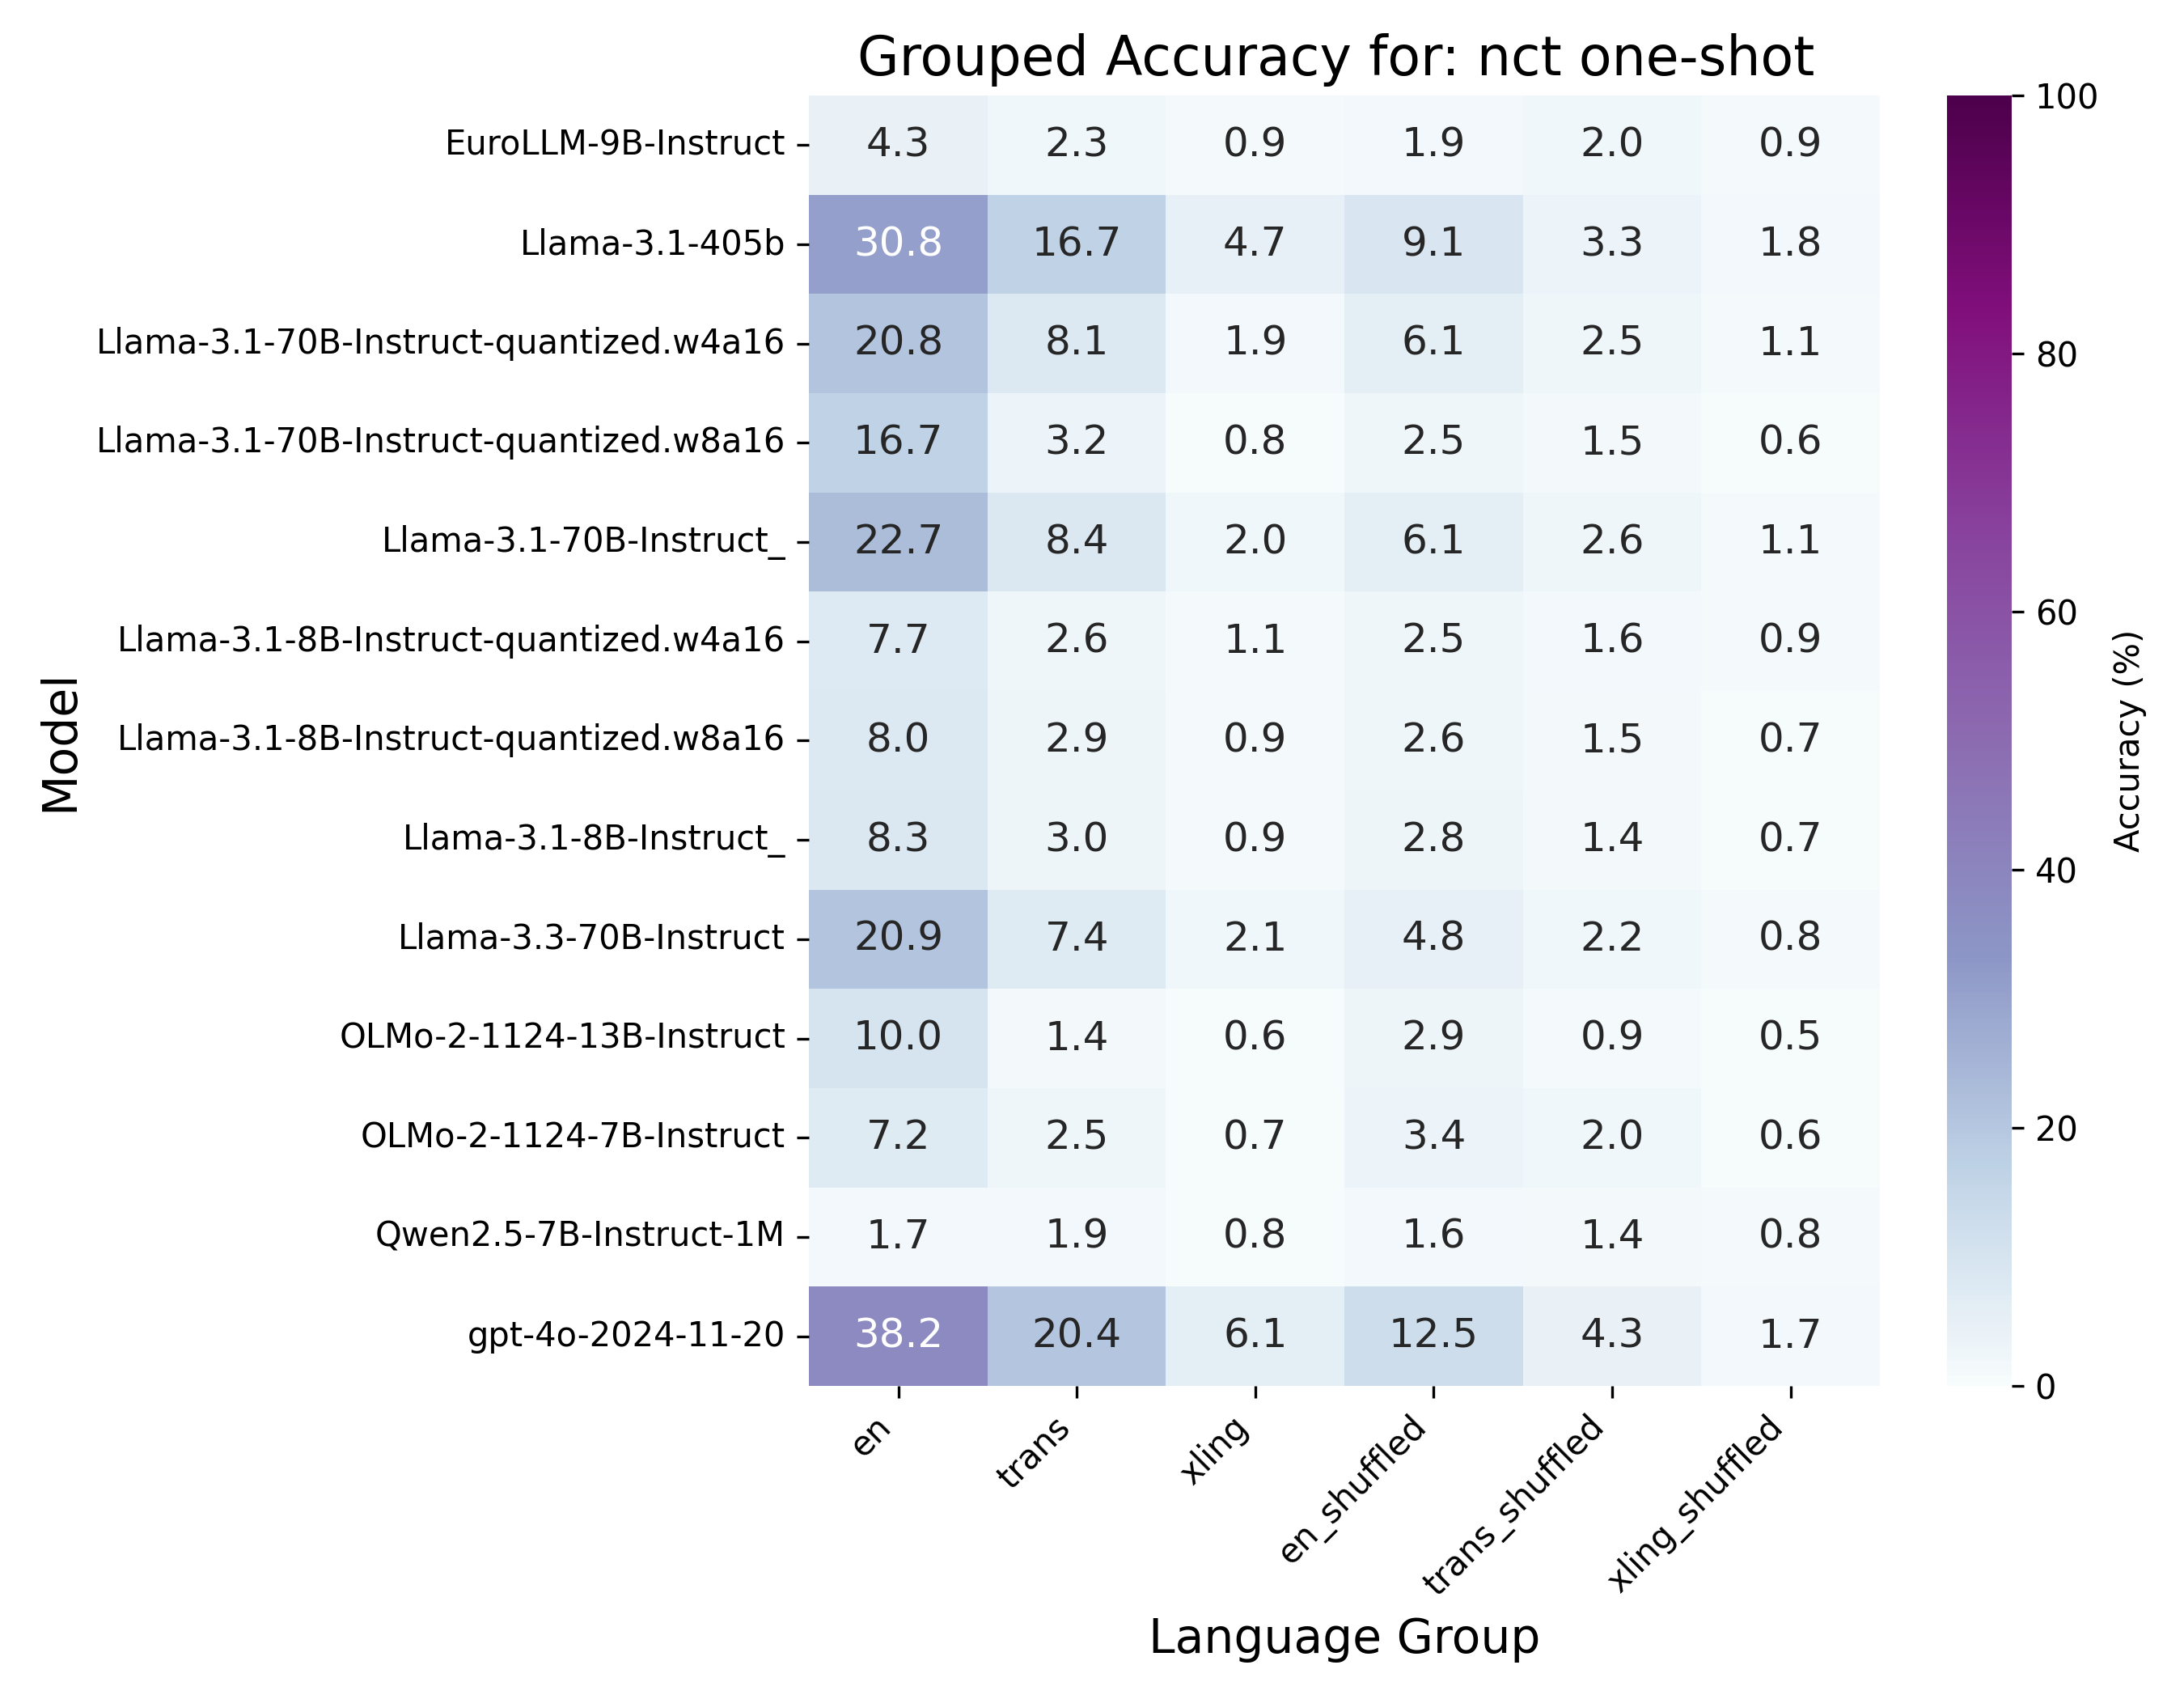 Grouped Accuracy for: nct one-shot
EuroLLM-9B-Instruct 4.3 2.3 0.9 1.9 2.0 0.9
Llama-3.1-405b 30.8 16.7 4.7 9.1 3.3 1.8
Llama-3.1-70B-Instruct-quantized.w4a16 20.8 8.1 1.9 6.1 2.5 1.1
Llama-3.1-70B-Instruct-quantized.w8a16 16.7 3.2 0.8 2.5 1.5 0.6
Llama-3.1-70B-Instruct_ 22.7 8.4 2.0 6.1 2.6 1.1
Llama-3.1-8B-Instruct-quantized.w4a16 7.7 2.6 1.1 2.5 1.6 0.9
Llama-3.1-8B-Instruct-quantized.w8a16 8.0 2.9 0.9 2.6 1.5 0.7
Llama-3.1-8B-Instruct_ 8.3 3.0 0.9 2.8 1.4 0.7
Llama-3.3-70B-Instruct 20.9 7.4 2.1 4.8 2.2 0.8
OLMo-2-1124-13B-Instruct 10.0 1.4 0.6 2.9 0.9 0.5
OLMo-2-1124-7B-Instruct 7.2 2.5 0.7 3.4 2.0 0.6
Qwen2.5-7B-Instruct-1M 1.7 1.9 0.8 1.6 1.4 0.8
gpt-4o-2024-11-20 38.2 20.4 6.1 12.5 4.3 1.7
en trans xling en_shuffled trans_shuffled xling_shuffled
Language Group
Model
100
80
60
40
20
0
Accuracy (%)